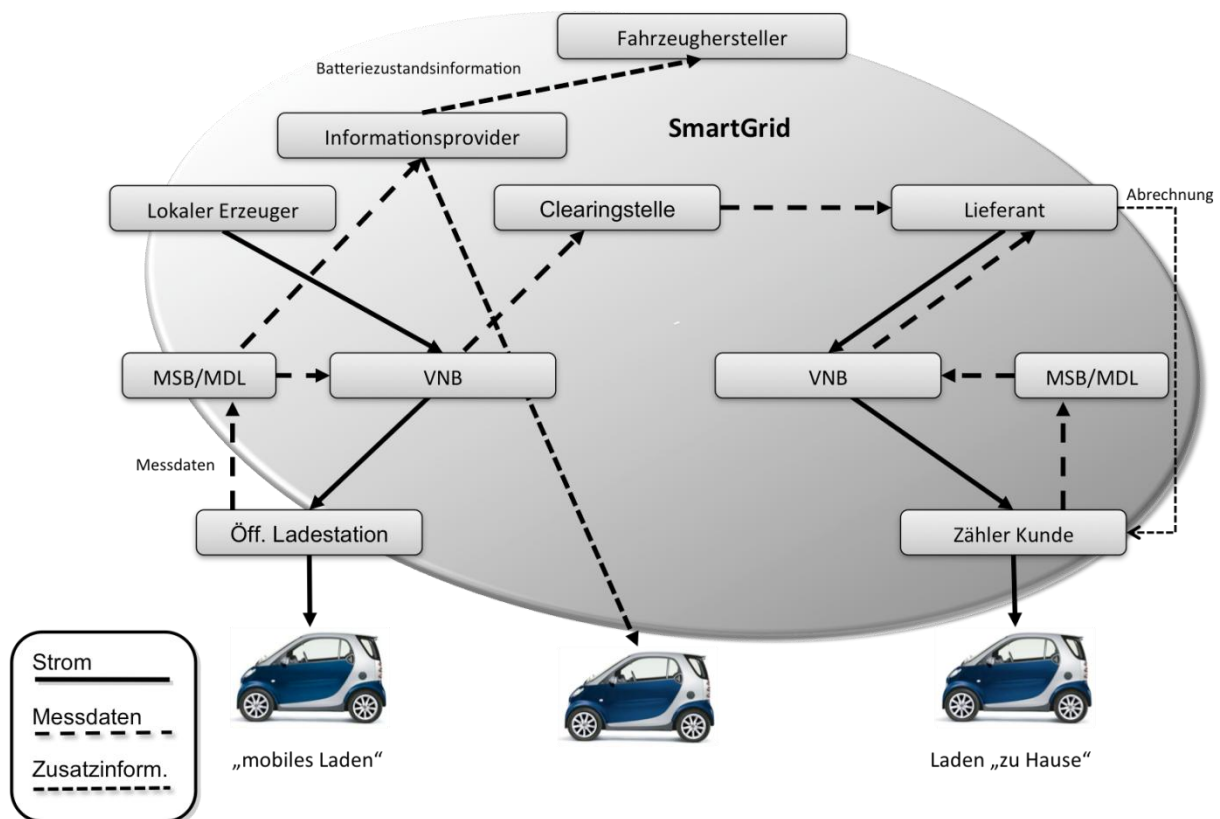 Fahrzeughersteller
Batteriezustandsinformation
Informationsprovider
SmartGrid
Lokaler Erzeuger
Clearingstelle
Lieferant
Abrechnung
MSB/MDL
VNB
VNB
MSB/MDL
Messdaten
Öff. Ladestation
Zähler Kunde
Strom
Messdaten
Zusatzinform.
„mobiles Laden“
Laden „zu Hause“